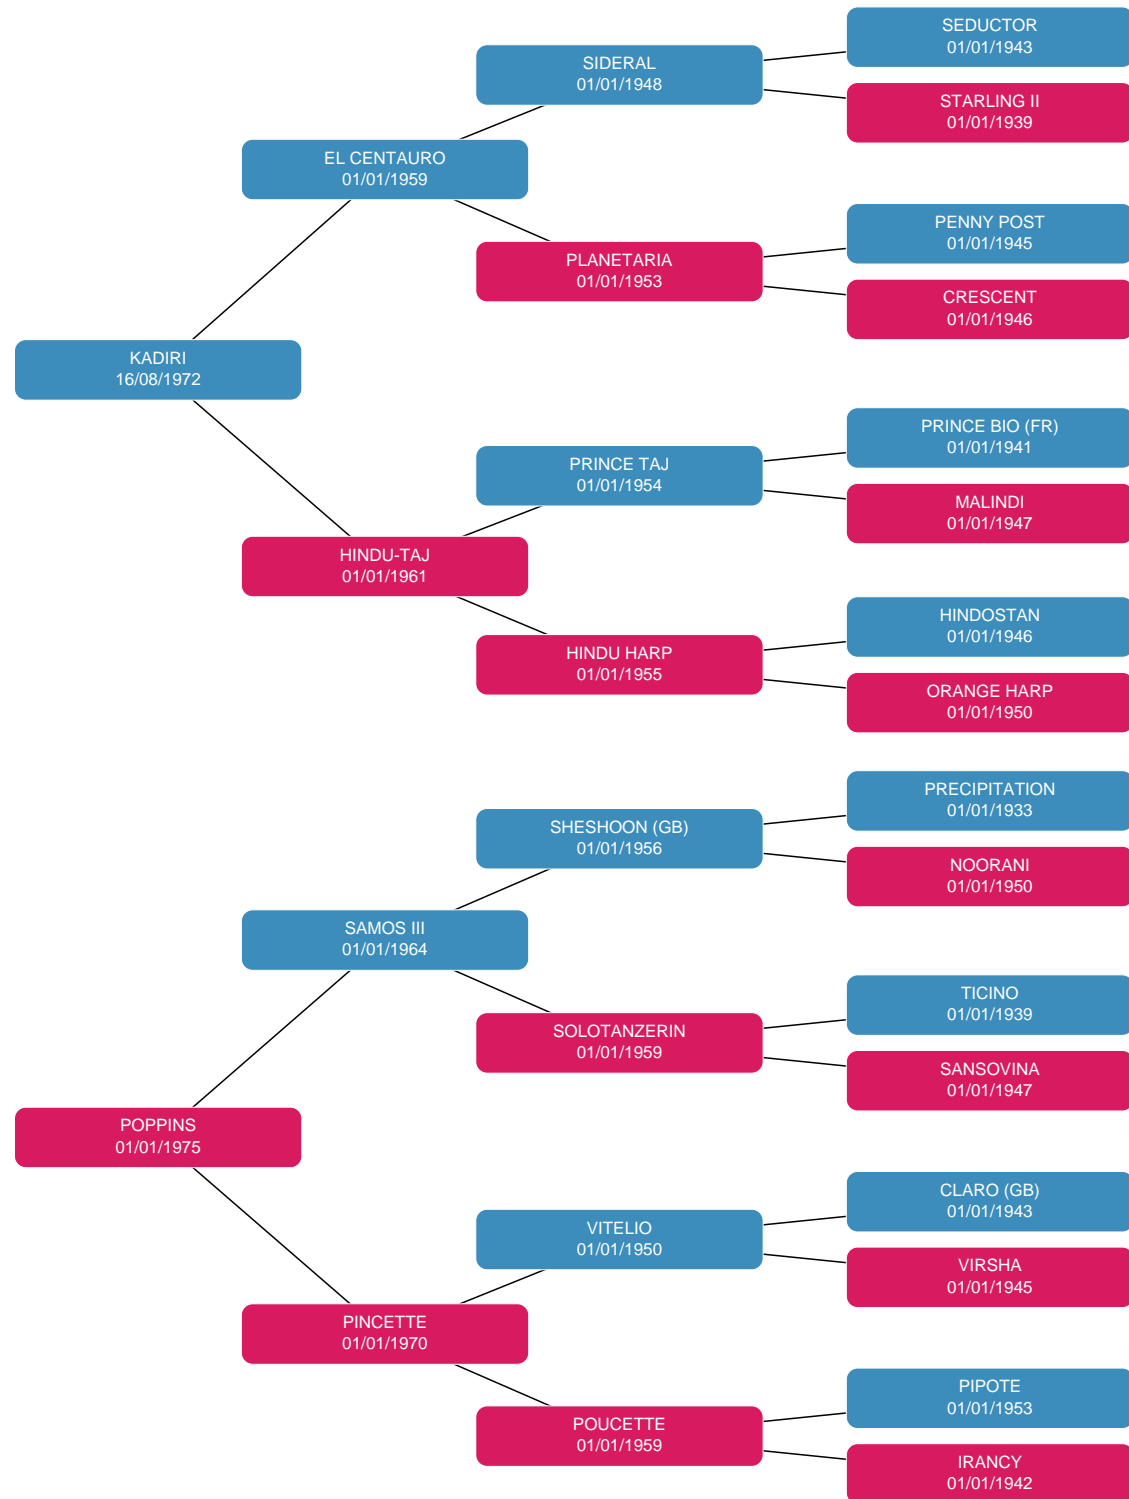 SEDUCTOR
01/01/1943
SIDERAL
01/01/1948
STARLING II
01/01/1939
EL CENTAURO
01/01/1959
PENNY POST
01/01/1945
PLANETARIA
01/01/1953
CRESCENT
01/01/1946
KADIRI
16/08/1972
PRINCE BIO (FR)
01/01/1941
PRINCE TAJ
01/01/1954
MALINDI
01/01/1947
HINDU-TAJ
01/01/1961
HINDOSTAN
01/01/1946
HINDU HARP
01/01/1955
ORANGE HARP
01/01/1950
PRECIPITATION
01/01/1933
SHESHOON (GB)
01/01/1956
NOORANI
01/01/1950
SAMOS III
01/01/1964
TICINO
01/01/1939
SOLOTANZERIN
01/01/1959
SANSOVINA
01/01/1947
POPPINS
01/01/1975
CLARO (GB)
01/01/1943
VITELIO
01/01/1950
VIRSHA
01/01/1945
PINCETTE
01/01/1970
PIPOTE
01/01/1953
POUCETTE
01/01/1959
IRANCY
01/01/1942